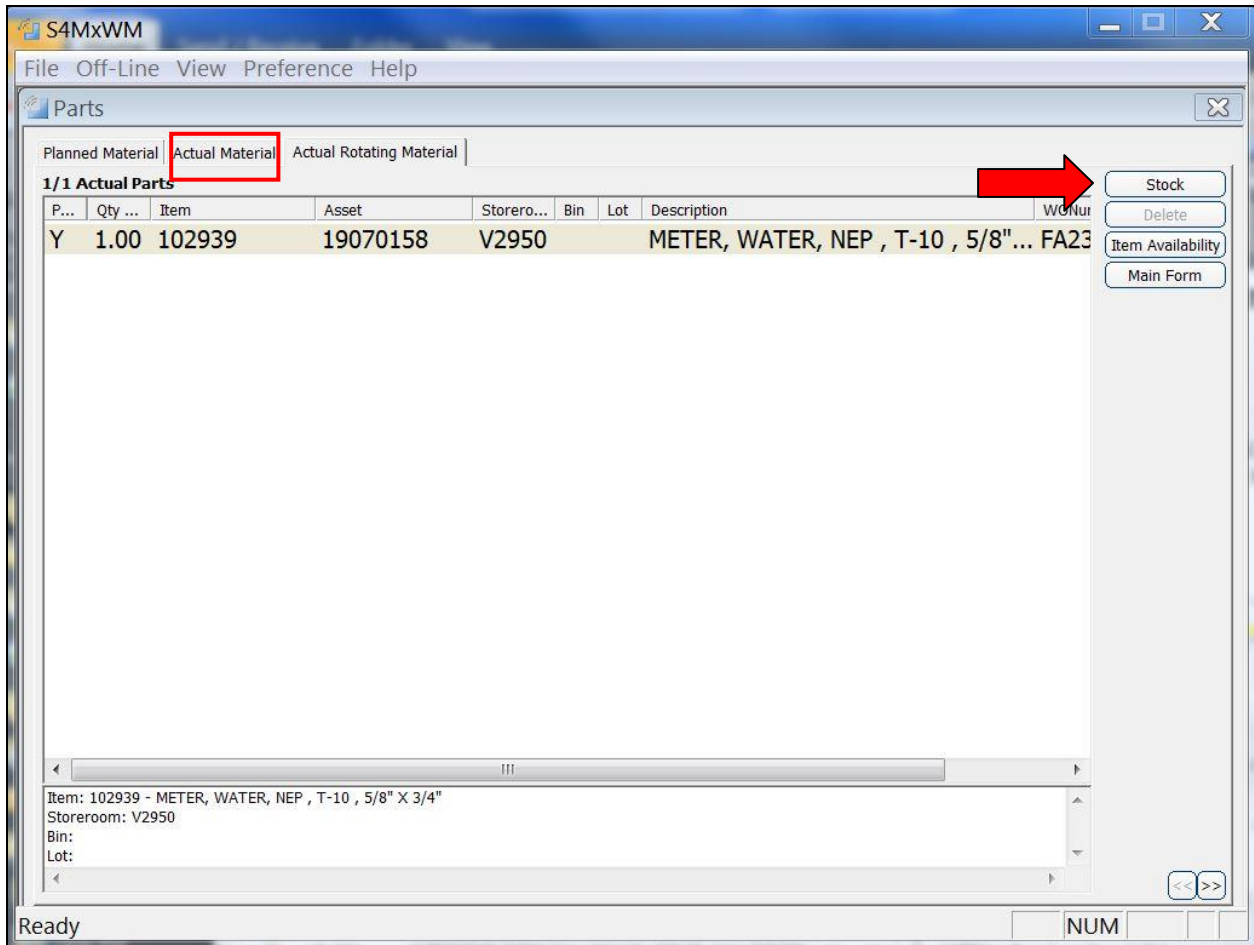 S4MxWM
File Off-Line View Preference Help
Parts
Planned Material Actual Material Actual Rotating Material
1/1 Actual Parts
P... Qty ... Item Asset Storero... Bin Lot Description WONur
Y 1.00 102939 19070158 V2950 METER, WATER, NEP , T-10 , 5/8"... FA23
Stock
Delete
Item Availability
Main Form
Item: 102939 - METER, WATER, NEP , T-10 , 5/8" X 3/4"
Storeroom: V2950
Bin:
Lot:
<< >>
Ready NUM